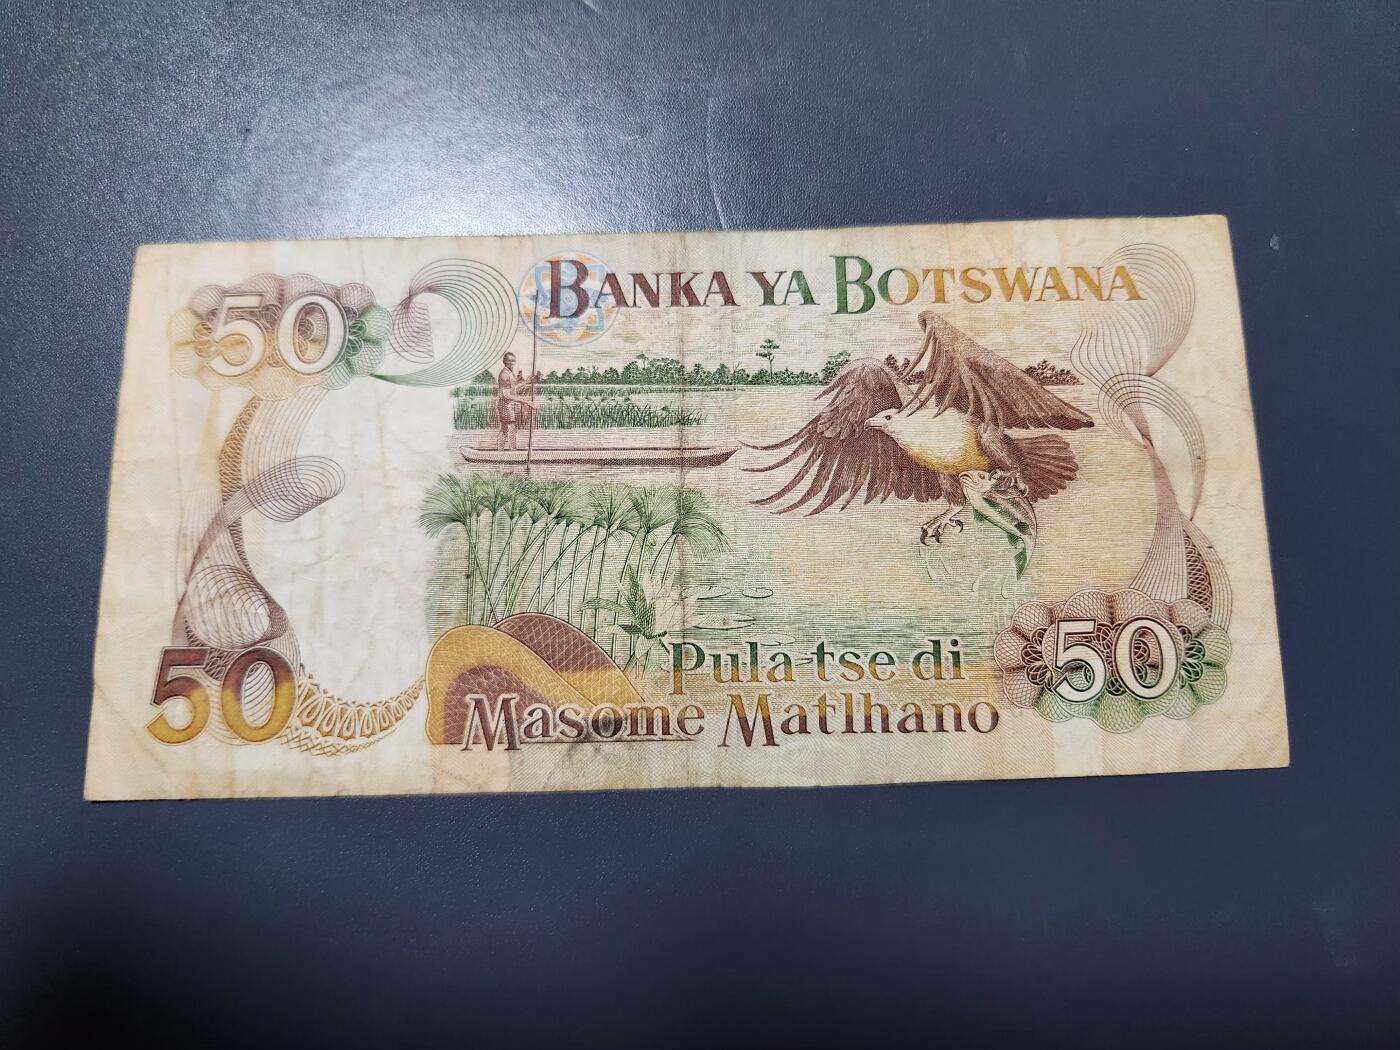 50
BANKA YA BOTSWANA
50
Pula tse di
Masome Matlhano
50